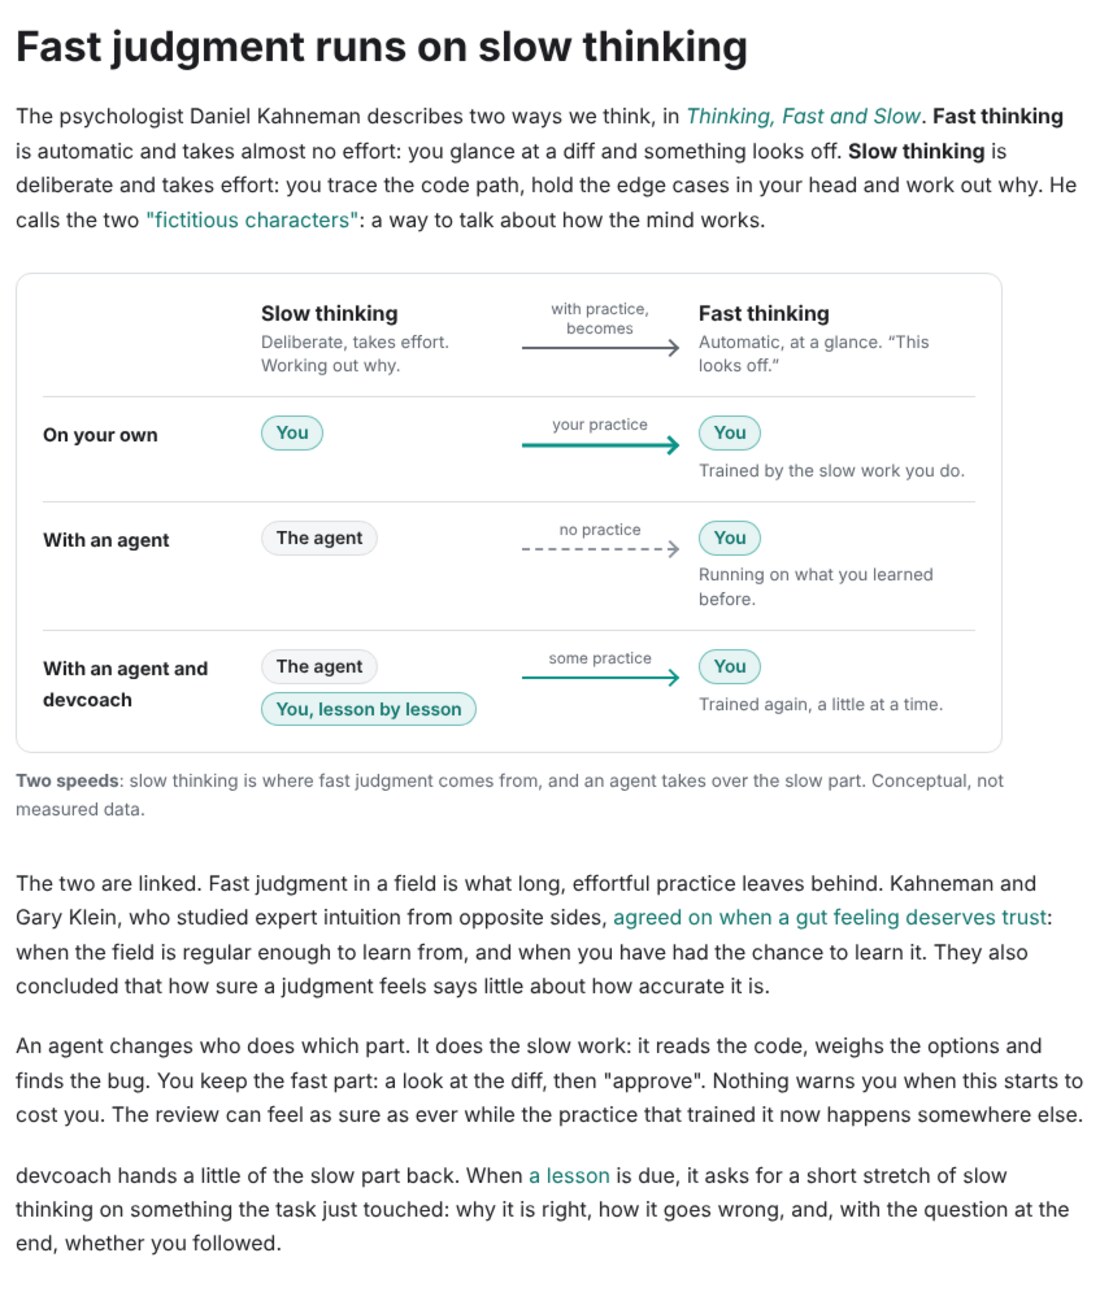 Fast judgment runs on slow thinking
The psychologist Daniel Kahneman describes two ways we think, in Thinking, Fast and Slow. Fast thinking
is automatic and takes almost no effort: you glance at a diff and something looks off. Slow thinking is
deliberate and takes effort: you trace the code path, hold the edge cases in your head and work out why. He
calls the two "fictitious characters": a way to talk about how the mind works.
Slow thinking
Deliberate, takes effort.
Working out why.
with practice,
becomes
Fast thinking
Automatic, at a glance. “This
looks off.”
On your own
You
your practice
You
Trained by the slow work you do.
With an agent
The agent
no practice
You
Running on what you learned
before.
With an agent and
devcoach
The agent
You, lesson by lesson
some practice
You
Trained again, a little at a time.
Two speeds: slow thinking is where fast judgment comes from, and an agent takes over the slow part. Conceptual, not
measured data.
The two are linked. Fast judgment in a field is what long, effortful practice leaves behind. Kahneman and
Gary Klein, who studied expert intuition from opposite sides, agreed on when a gut feeling deserves trust:
when the field is regular enough to learn from, and when you have had the chance to learn it. They also
concluded that how sure a judgment feels says little about how accurate it is.
An agent changes who does which part. It does the slow work: it reads the code, weighs the options and
finds the bug. You keep the fast part: a look at the diff, then "approve". Nothing warns you when this starts to
cost you. The review can feel as sure as ever while the practice that trained it now happens somewhere else.
devcoach hands a little of the slow part back. When a lesson is due, it asks for a short stretch of slow
thinking on something the task just touched: why it is right, how it goes wrong, and, with the question at the
end, whether you followed.